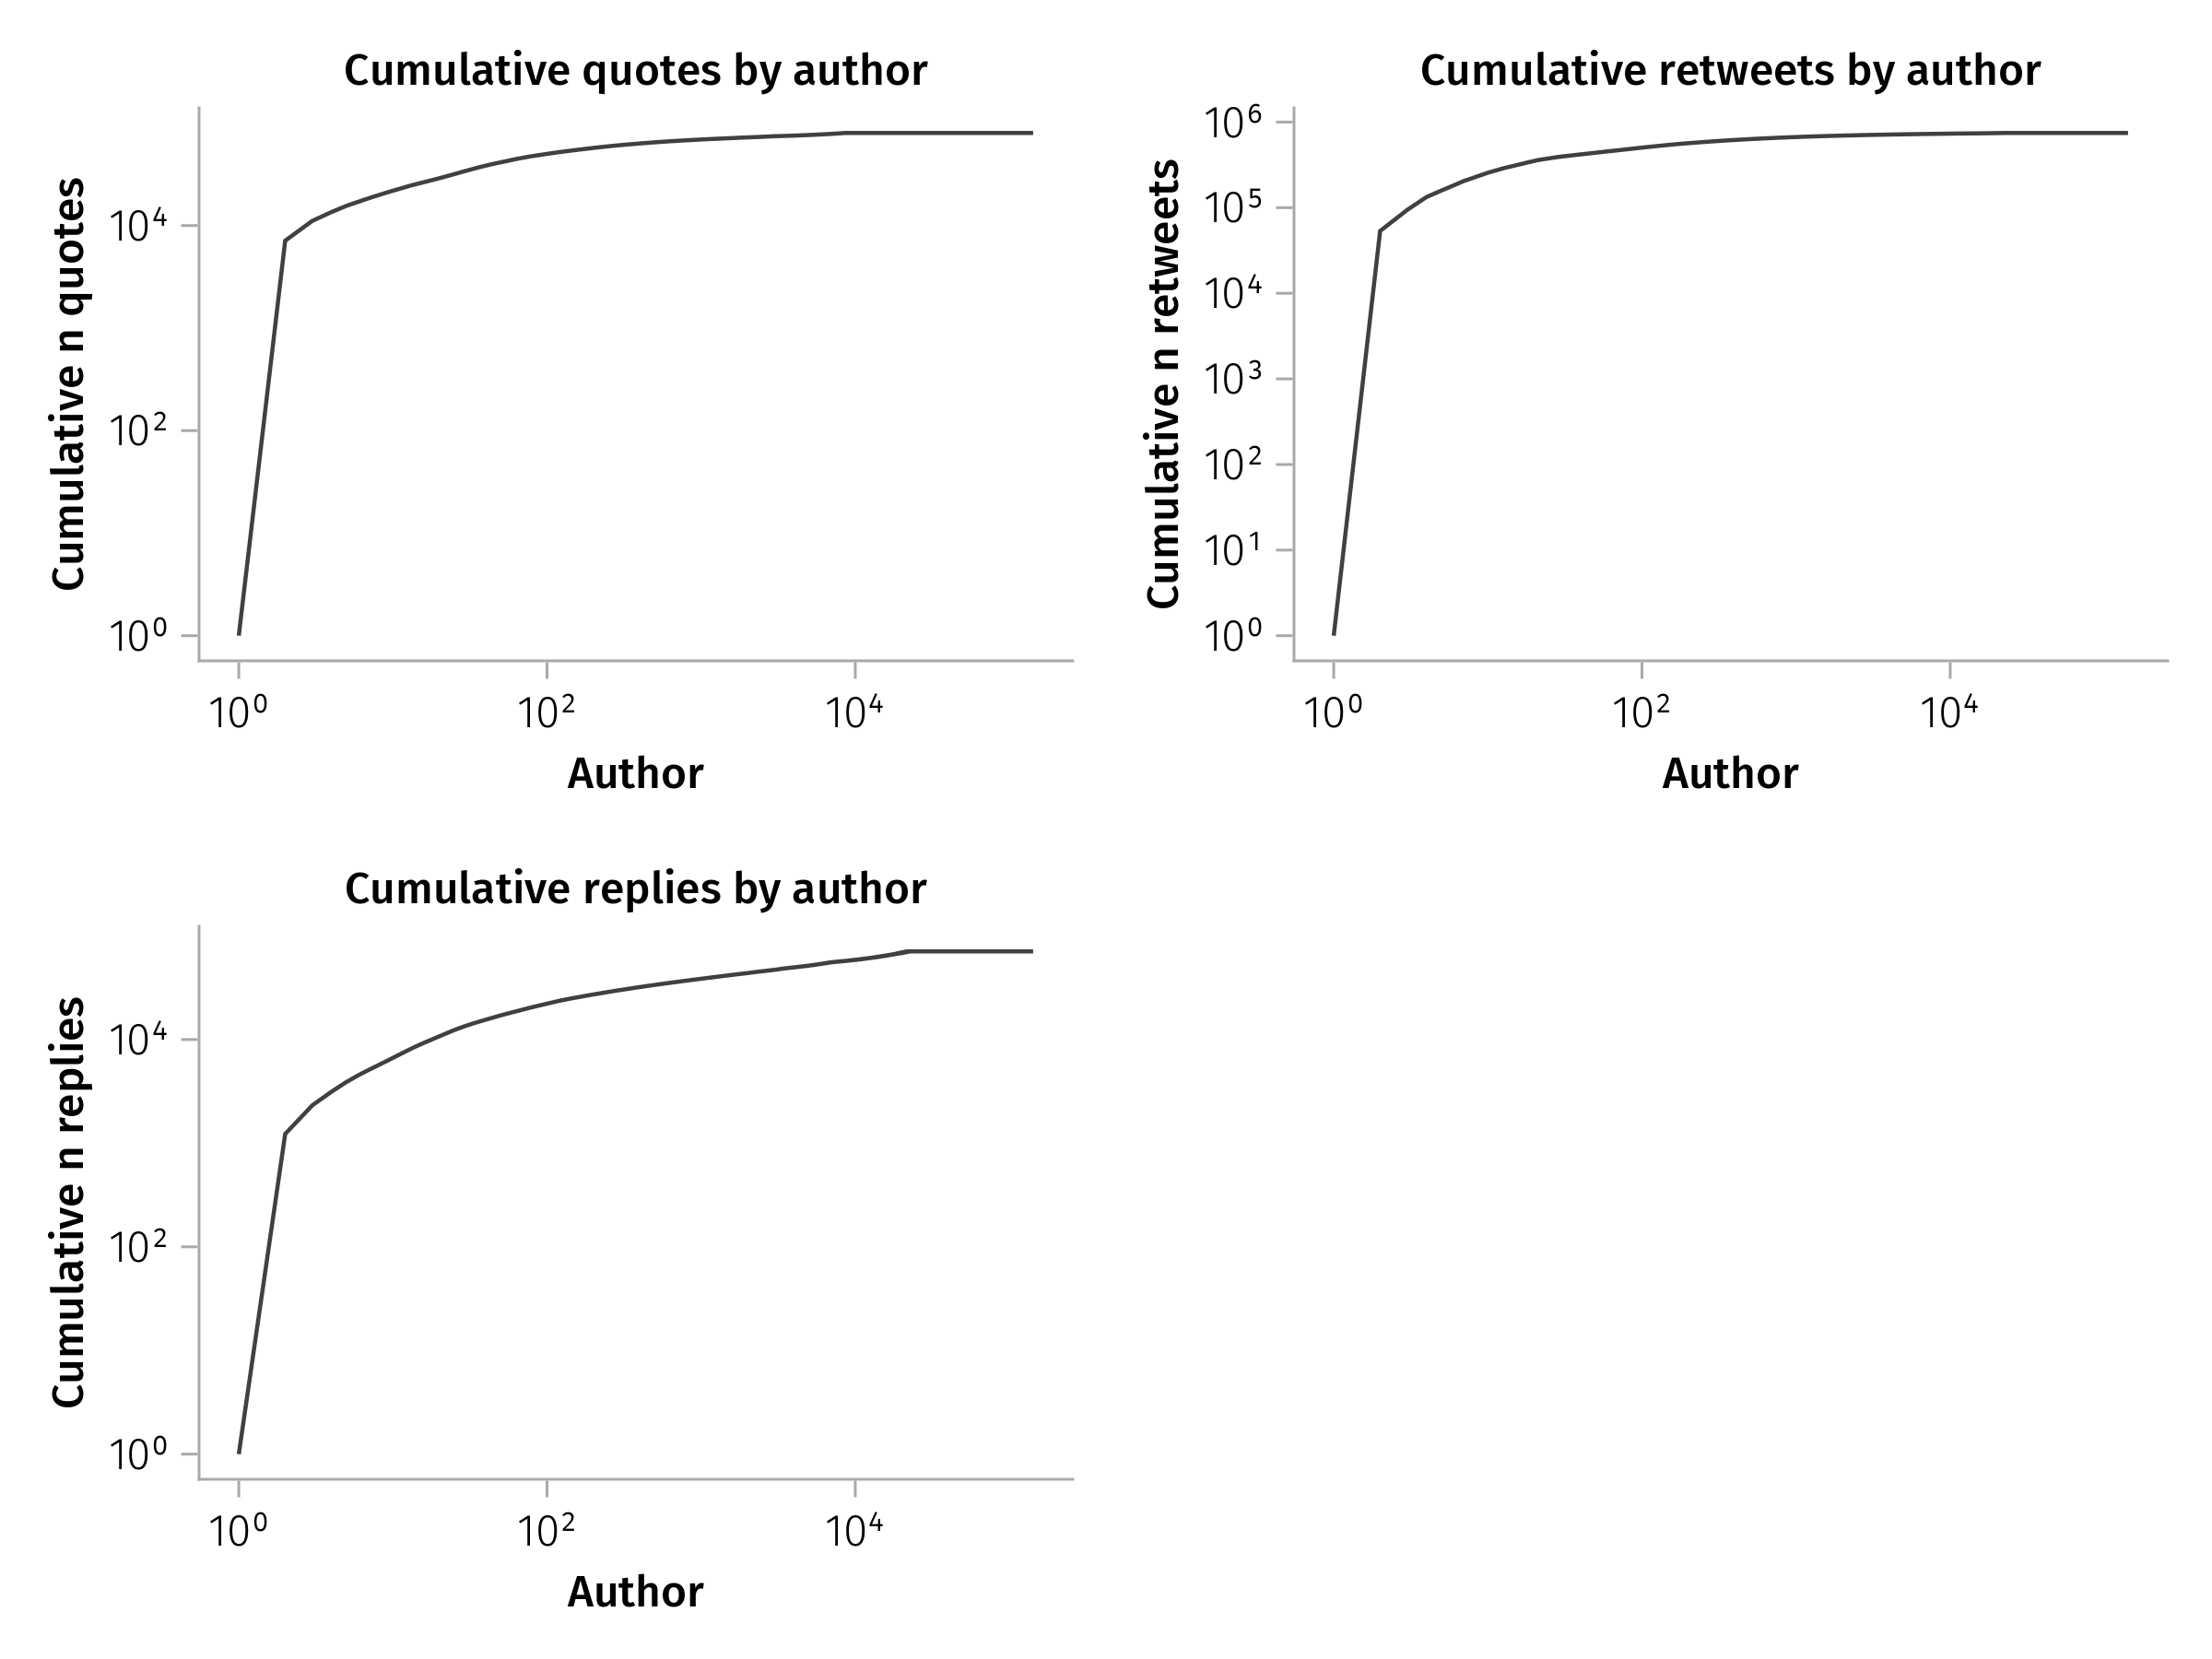 Cumulative quotes by author
Cumulative n quotes
10⁴
10²
10⁰
10⁰ 10² 10⁴
Author
Cumulative retweets by author
Cumulative n retweets
10⁶
10⁵
10⁴
10³
10²
10¹
10⁰
10⁰ 10² 10⁴
Author
Cumulative replies by author
Cumulative n replies
10⁴
10²
10⁰
10⁰ 10² 10⁴
Author